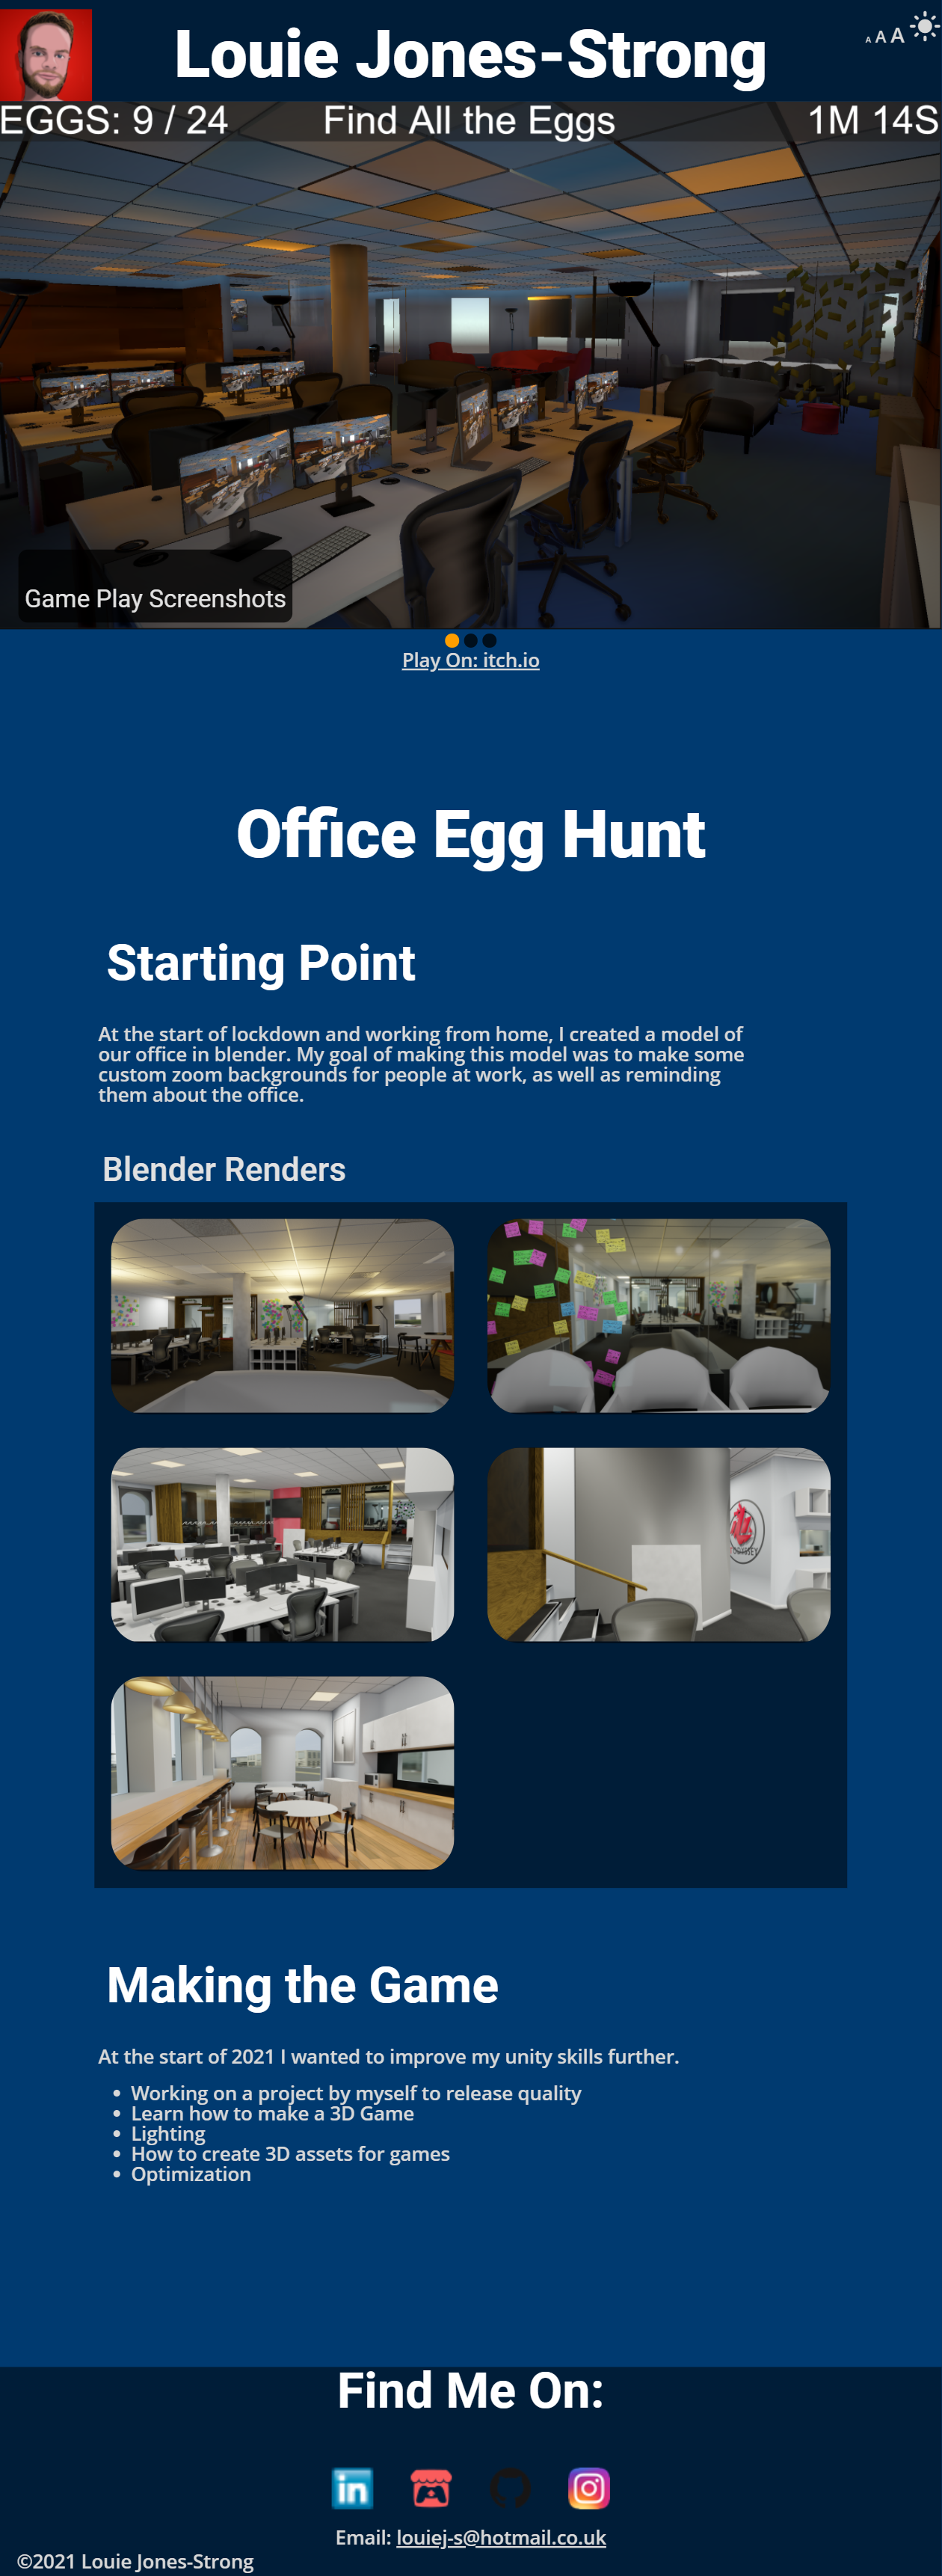 Louie Jones-Strong
A A A
EGGS: 9 / 24 Find All the Eggs 1M 14S
Game Play Screenshots
Play On: itch.io
Office Egg Hunt
Starting Point
At the start of lockdown and working from home, I created a model of
our office in blender. My goal of making this model was to make some
custom zoom backgrounds for people at work, as well as reminding
them about the office.
Blender Renders
Making the Game
At the start of 2021 I wanted to improve my unity skills further.
• Working on a project by myself to release quality
• Learn how to make a 3D Game
• Lighting
• How to create 3D assets for games
• Optimization
Find Me On:
in
Email: louiej-s@hotmail.co.uk
©2021 Louie Jones-Strong